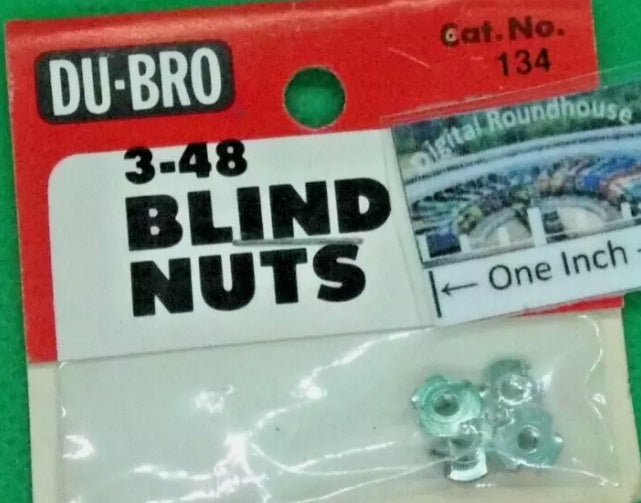 DU-BRO
Cat. No.
134
3-48
BLIND
NUTS
Digital Roundhouse
← One Inch -